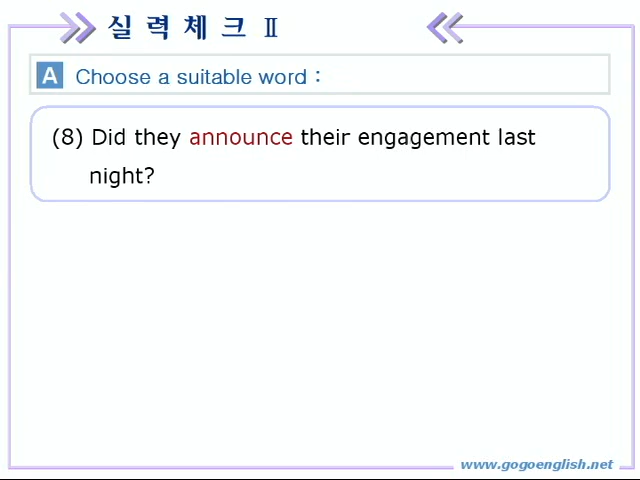 실 력 체 크 Ⅱ
A Choose a suitable word :
(8) Did they announce their engagement last
night?
www.gogoenglish.net